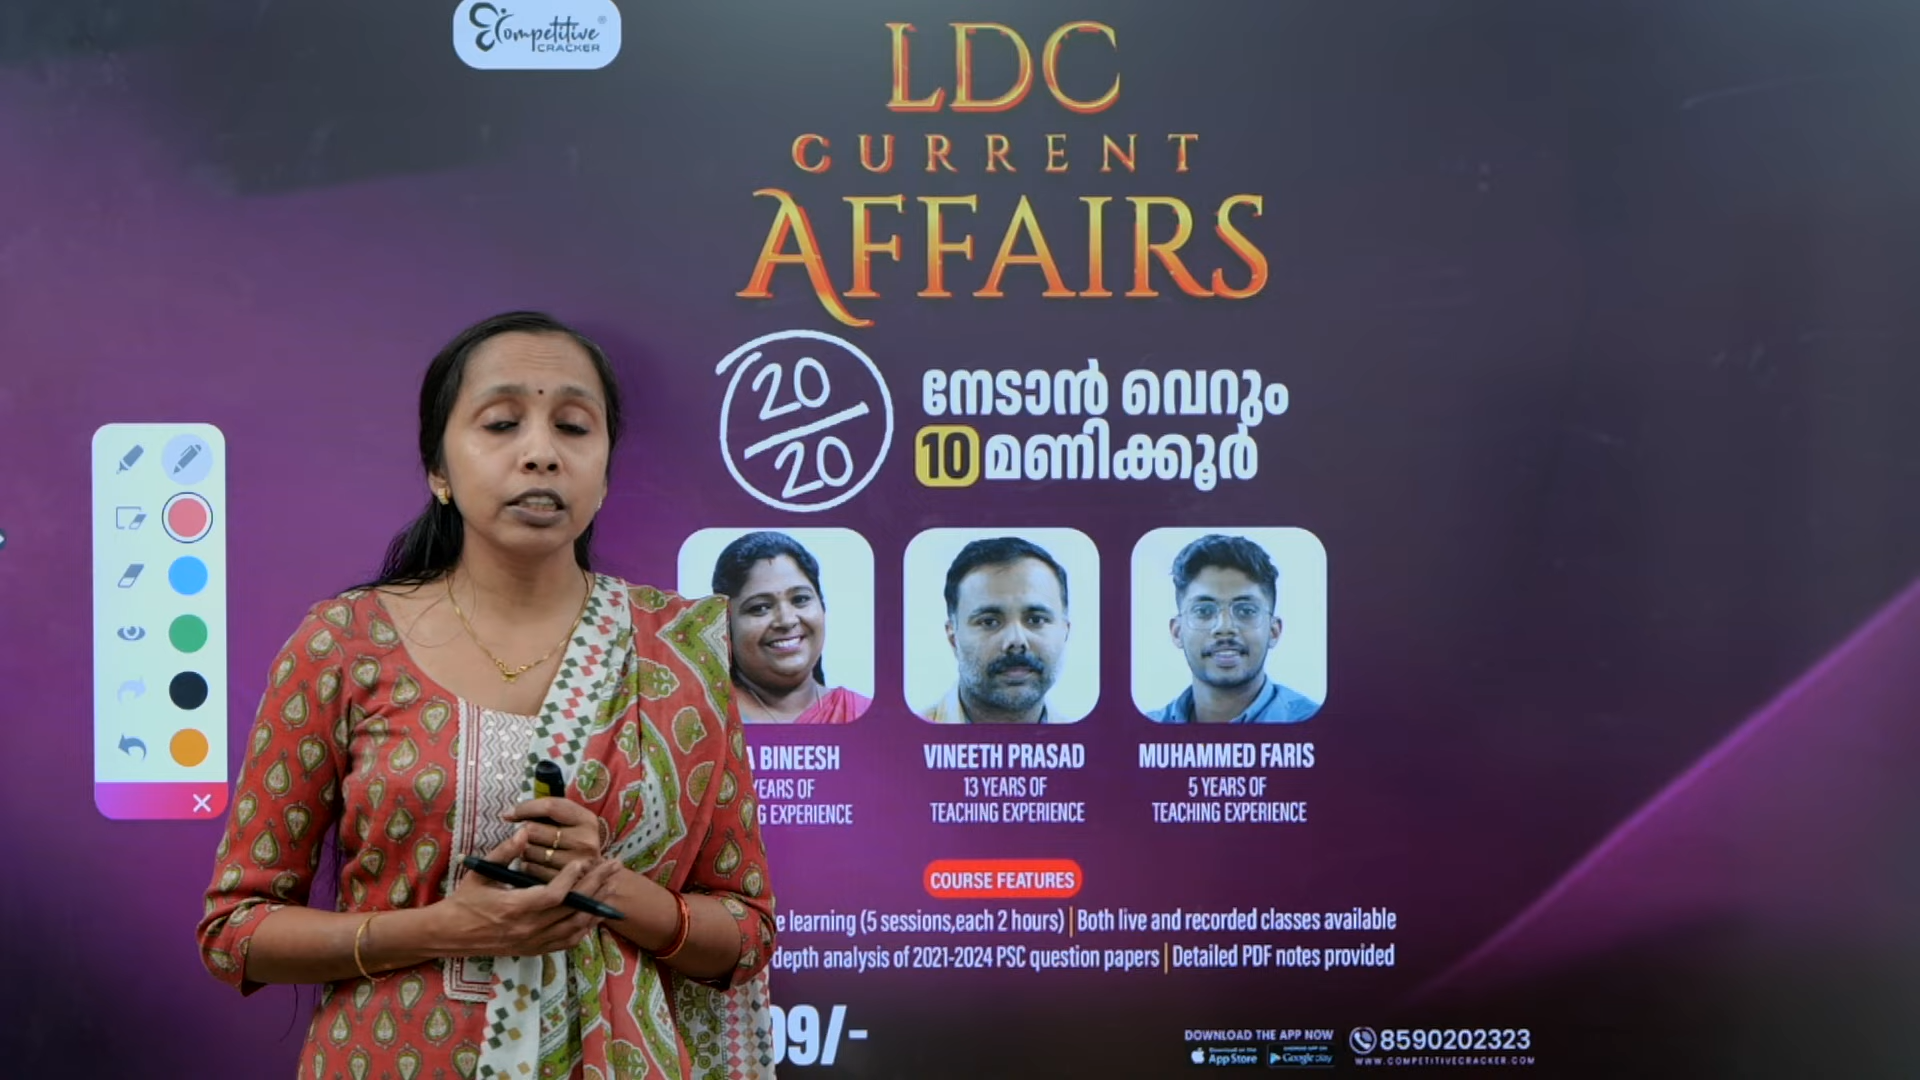 Competitive
CRACKER
LDC
CURRENT
AFFAIRS
20
20
നേടാൻ വെറും
10 മണിക്കൂർ
BINEESH
VINEETH PRASAD
MUHAMMED FARIS
YEARS OF
EXPERIENCE
13 YEARS OF
TEACHING EXPERIENCE
5 YEARS OF
TEACHING EXPERIENCE
COURSE FEATURES
learning (5 sessions,each 2 hours) | Both live and recorded classes available
depth analysis of 2021-2024 PSC question papers | Detailed PDF notes provided
99/-
DOWNLOAD THE APP NOW
App Store
Google play
8590202323
WWW.COMPETITIVECRACKER.COM